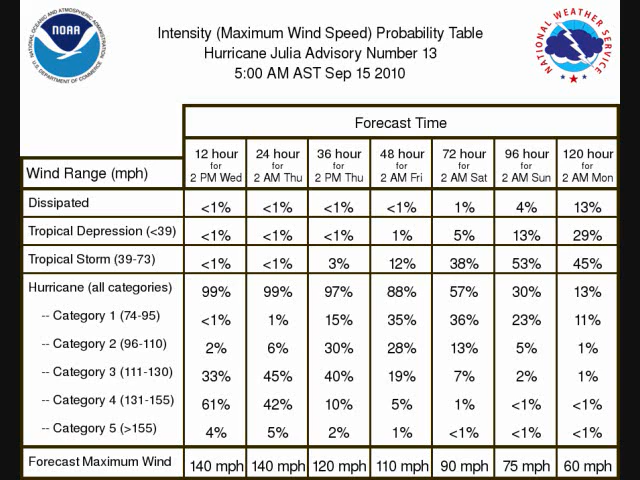 NATIONAL OCEANIC AND ATMOSPHERIC ADMINISTRATION
NOAA
U.S. DEPARTMENT OF COMMERCE
Intensity (Maximum Wind Speed) Probability Table
Hurricane Julia Advisory Number 13
5:00 AM AST Sep 15 2010
NATIONAL WEATHER SERVICE
Forecast Time
Wind Range (mph) 12 hour for 2 PM Wed 24 hour for 2 AM Thu 36 hour for 2 PM Thu 48 hour for 2 AM Fri 72 hour for 2 AM Sat 96 hour for 2 AM Sun 120 hour for 2 AM Mon
Dissipated <1% <1% <1% <1% 1% 4% 13%
Tropical Depression (<39) <1% <1% <1% 1% 5% 13% 29%
Tropical Storm (39-73) <1% <1% 3% 12% 38% 53% 45%
Hurricane (all categories) 99% 99% 97% 88% 57% 30% 13%
-- Category 1 (74-95) <1% 1% 15% 35% 36% 23% 11%
-- Category 2 (96-110) 2% 6% 30% 28% 13% 5% 1%
-- Category 3 (111-130) 33% 45% 40% 19% 7% 2% 1%
-- Category 4 (131-155) 61% 42% 10% 5% 1% <1% <1%
-- Category 5 (>155) 4% 5% 2% 1% <1% <1% <1%
Forecast Maximum Wind 140 mph 140 mph 120 mph 110 mph 90 mph 75 mph 60 mph